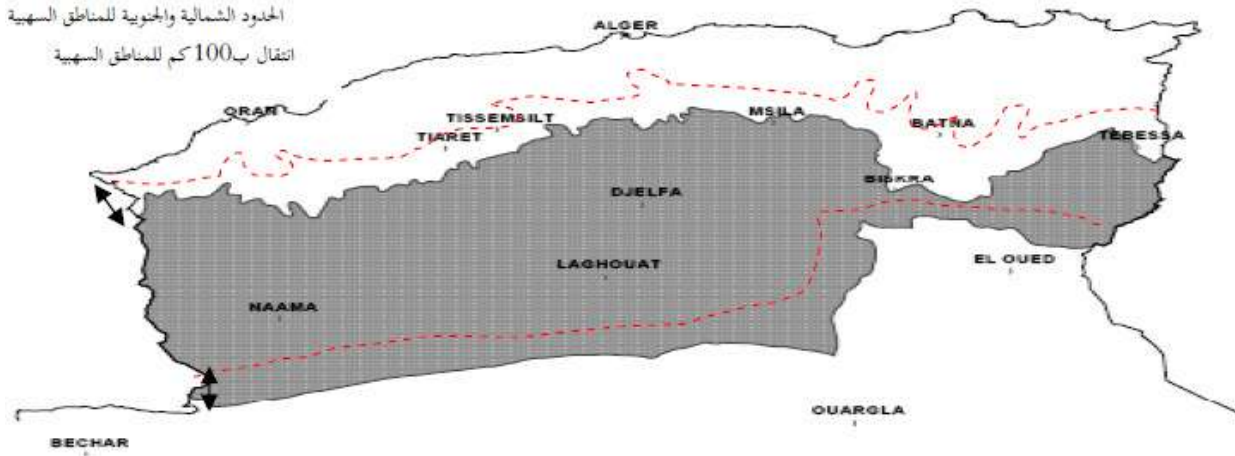 الحدود الشمالية والجنوبية للمناطق السهبية
انتقال ب100 كم للمناطق السهبية
ALGER
ORAN
TISSEMSILT
MSILA
TIARET
BATNA
TEBESSA
BISKRA
DJELFA
LAGHOUAT
EL OUED
NAAMA
OUARGLA
BECHAR